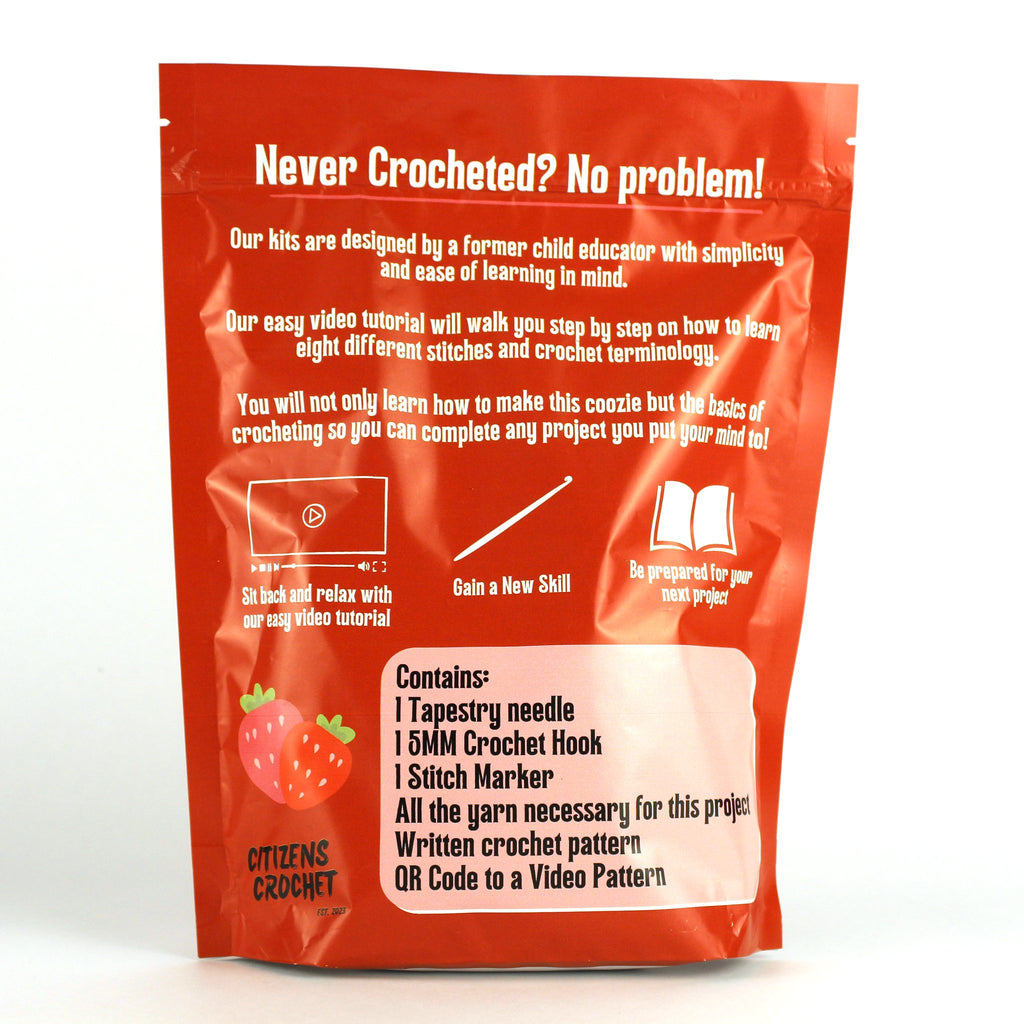 Never Crocheted? No problem!
Our kits are designed by a former child educator with simplicity
and ease of learning in mind.
Our easy video tutorial will walk you step by step on how to learn
eight different stitches and crochet terminology.
You will not only learn how to make this coozie but the basics of
crocheting so you can complete any project you put your mind to!
Sit back and relax with
our easy video tutorial
Gain a New Skill
Be prepared for your
next project
Contains:
1 Tapestry needle
1 5MM Crochet Hook
1 Stitch Marker
All the yarn necessary for this project
Written crochet pattern
QR Code to a Video Pattern
CITIZENS
CROCHET
EST. 2023